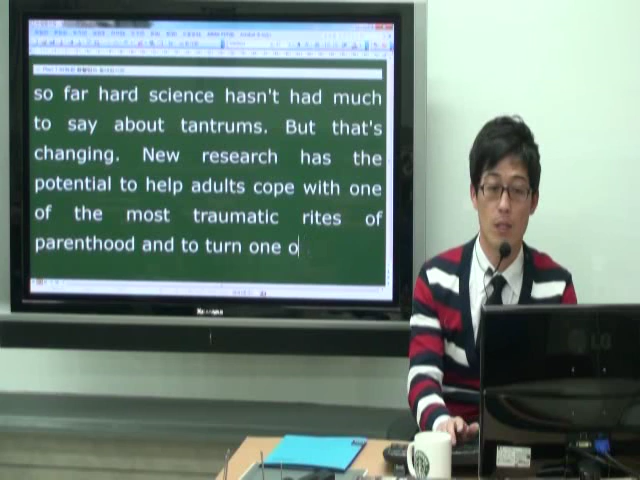 so far hard science hasn't had much
to say about tantrums. But that's
changing. New research has the
potential to help adults cope with one
of the most traumatic rites of
parenthood and to turn one o
LG